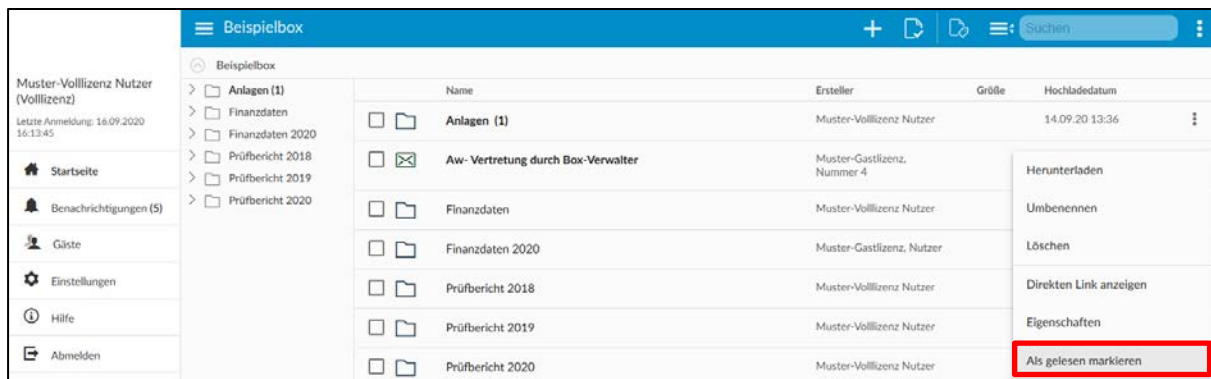 Beispielbox
Suchen
Muster-Volllizenz Nutzer
(Volllizenz)
Letzte Anmeldung: 16.09.2020
16:13:45
Startseite
Benachrichtigungen (5)
Gäste
Einstellungen
Hilfe
Abmelden
Beispielbox
Anlagen (1)
Finanzdaten
Finanzdaten 2020
Prüfbericht 2018
Prüfbericht 2019
Prüfbericht 2020
Name Ersteller Größe Hochladedatum
Anlagen (1) Muster-Volllizenz Nutzer 14.09.20 13:36
Aw- Vertretung durch Box-Verwalter Muster-Gastlizenz,
Nummer 4
Finanzdaten Muster-Volllizenz Nutzer
Finanzdaten 2020 Muster-Gastlizenz, Nutzer
Prüfbericht 2018 Muster-Volllizenz Nutzer
Prüfbericht 2019 Muster-Volllizenz Nutzer
Prüfbericht 2020 Muster-Volllizenz Nutzer
Herunterladen
Umbenennen
Löschen
Direkten Link anzeigen
Eigenschaften
Als gelesen markieren